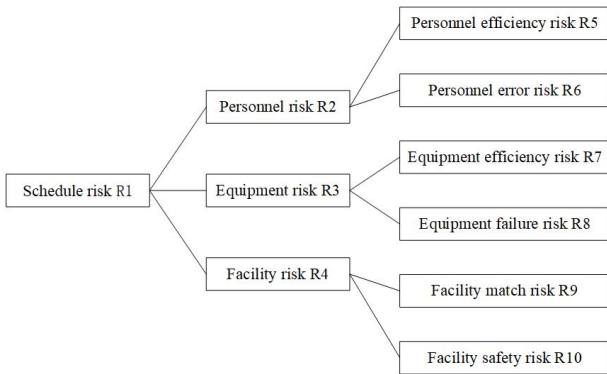 Schedule risk R1
Personnel risk R2
Equipment risk R3
Facility risk R4
Personnel efficiency risk R5
Personnel error risk R6
Equipment efficiency risk R7
Equipment failure risk R8
Facility match risk R9
Facility safety risk R10